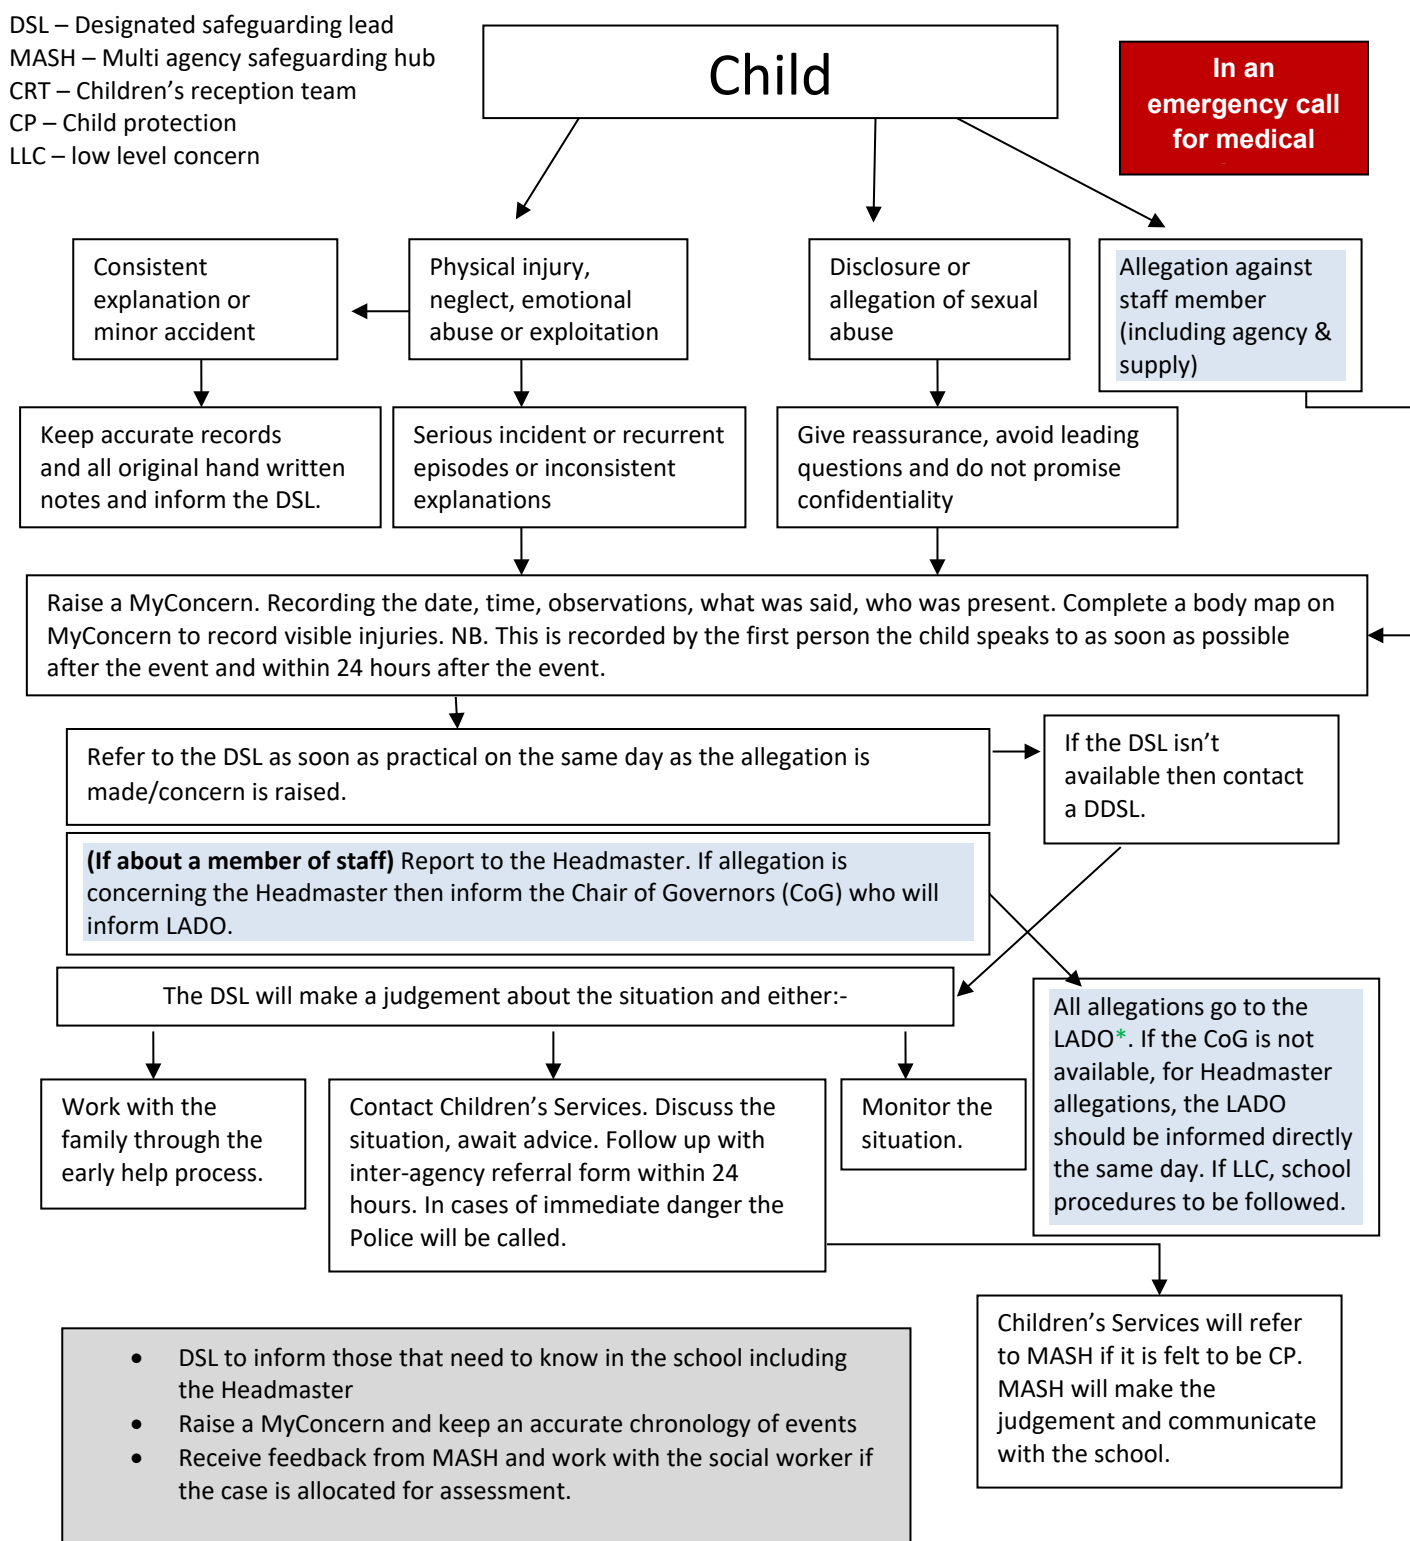 DSL – Designated safeguarding lead
MASH – Multi agency safeguarding hub
CRT – Children’s reception team
CP – Child protection
LLC – low level concern
Child
In an
emergency call
for medical
Consistent
explanation or
minor accident
Physical injury,
neglect, emotional
abuse or exploitation
Disclosure or
allegation of sexual
abuse
Allegation against
staff member
(including agency &
supply)
Keep accurate records
and all original hand written
notes and inform the DSL.
Serious incident or recurrent
episodes or inconsistent
explanations
Give reassurance, avoid leading
questions and do not promise
confidentiality
Raise a MyConcern. Recording the date, time, observations, what was said, who was present. Complete a body map on
MyConcern to record visible injuries. NB. This is recorded by the first person the child speaks to as soon as possible
after the event and within 24 hours after the event.
Refer to the DSL as soon as practical on the same day as the allegation is
made/concern is raised.
If the DSL isn’t
available then contact
a DDSL.
(If about a member of staff) Report to the Headmaster. If allegation is
concerning the Headmaster then inform the Chair of Governors (CoG) who will
inform LADO.
The DSL will make a judgement about the situation and either:-
All allegations go to the
LADO*. If the CoG is not
available, for Headmaster
allegations, the LADO
should be informed directly
the same day. If LLC, school
procedures to be followed.
Work with the
family through the
early help process.
Contact Children’s Services. Discuss the
situation, await advice. Follow up with
inter-agency referral form within 24
hours. In cases of immediate danger the
Police will be called.
Monitor the
situation.
Children’s Services will refer
to MASH if it is felt to be CP.
MASH will make the
judgement and communicate
with the school.
• DSL to inform those that need to know in the school including
the Headmaster
• Raise a MyConcern and keep an accurate chronology of events
• Receive feedback from MASH and work with the social worker if
the case is allocated for assessment.